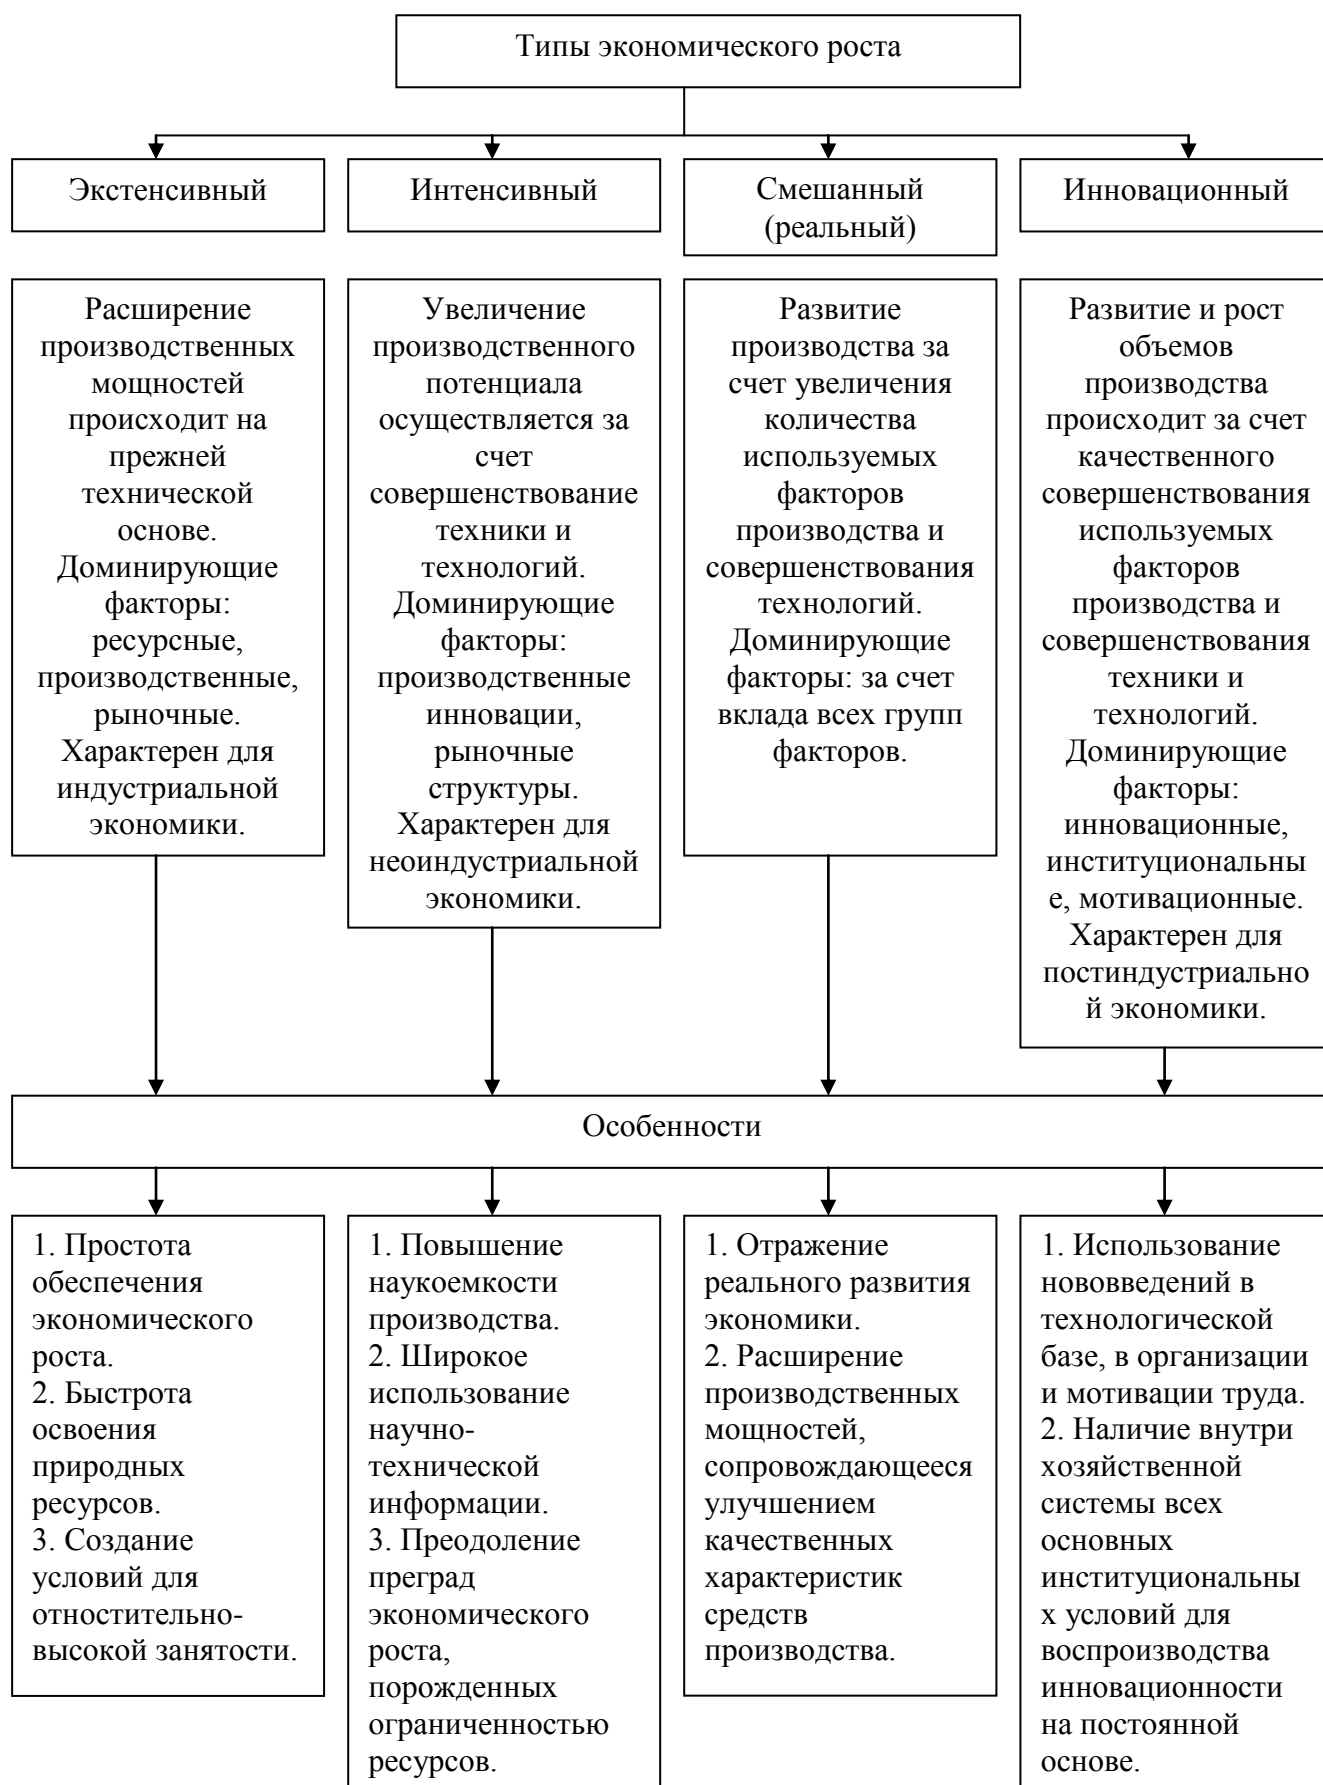 Типы экономического роста
Экстенсивный
Интенсивный
Смешанный
(реальный)
Инновационный
Расширение
производственных
мощностей
происходит на
прежней
технической
основе.
Доминирующие
факторы:
ресурсные,
производственные,
рыночные.
Характерен для
индустриальной
экономики.
Увеличение
производственного
потенциала
осуществляется за
счет
совершенствование
техники и
технологий.
Доминирующие
факторы:
производственные
инновации,
рыночные
структуры.
Характерен для
неоиндустриальной
экономики.
Развитие
производства за
счет увеличения
количества
используемых
факторов
производства и
совершенствования
технологий.
Доминирующие
факторы: за счет
вклада всех групп
факторов.
Развитие и рост
объемов
производства
происходит за счет
качественного
совершенствования
используемых
факторов
производства и
совершенствования
техники и
технологий.
Доминирующие
факторы:
инновационные,
институциональны
е, мотивационные.
Характерен для
постиндустриально
й экономики.
Особенности
1. Простота
обеспечения
экономического
роста.
2. Быстрота
освоения
природных
ресурсов.
3. Создание
условий для
отностительно-
высокой занятости.
1. Повышение
наукоемкости
производства.
2. Широкое
использование
научно-
технической
информации.
3. Преодоление
преград
экономического
роста,
порожденных
ограниченностью
ресурсов.
1. Отражение
реального развития
экономики.
2. Расширение
производственных
мощностей,
сопровождающееся
улучшением
качественных
характеристик
средств
производства.
1. Использование
нововведений в
технологической
базе, в организации
и мотивации труда.
2. Наличие внутри
хозяйственной
системы всех
основных
институциональны
х условий для
воспроизводства
инновационности
на постоянной
основе.